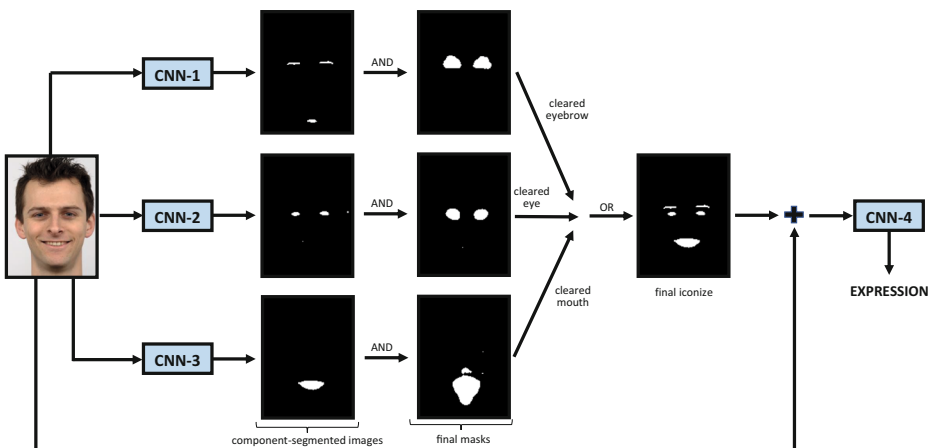 CNN-1
AND
cleared
eyebrow
CNN-2
AND
cleared
eye
OR
CNN-4
final iconize
EXPRESSION
cleared
mouth
CNN-3
AND
component-segmented images
final masks